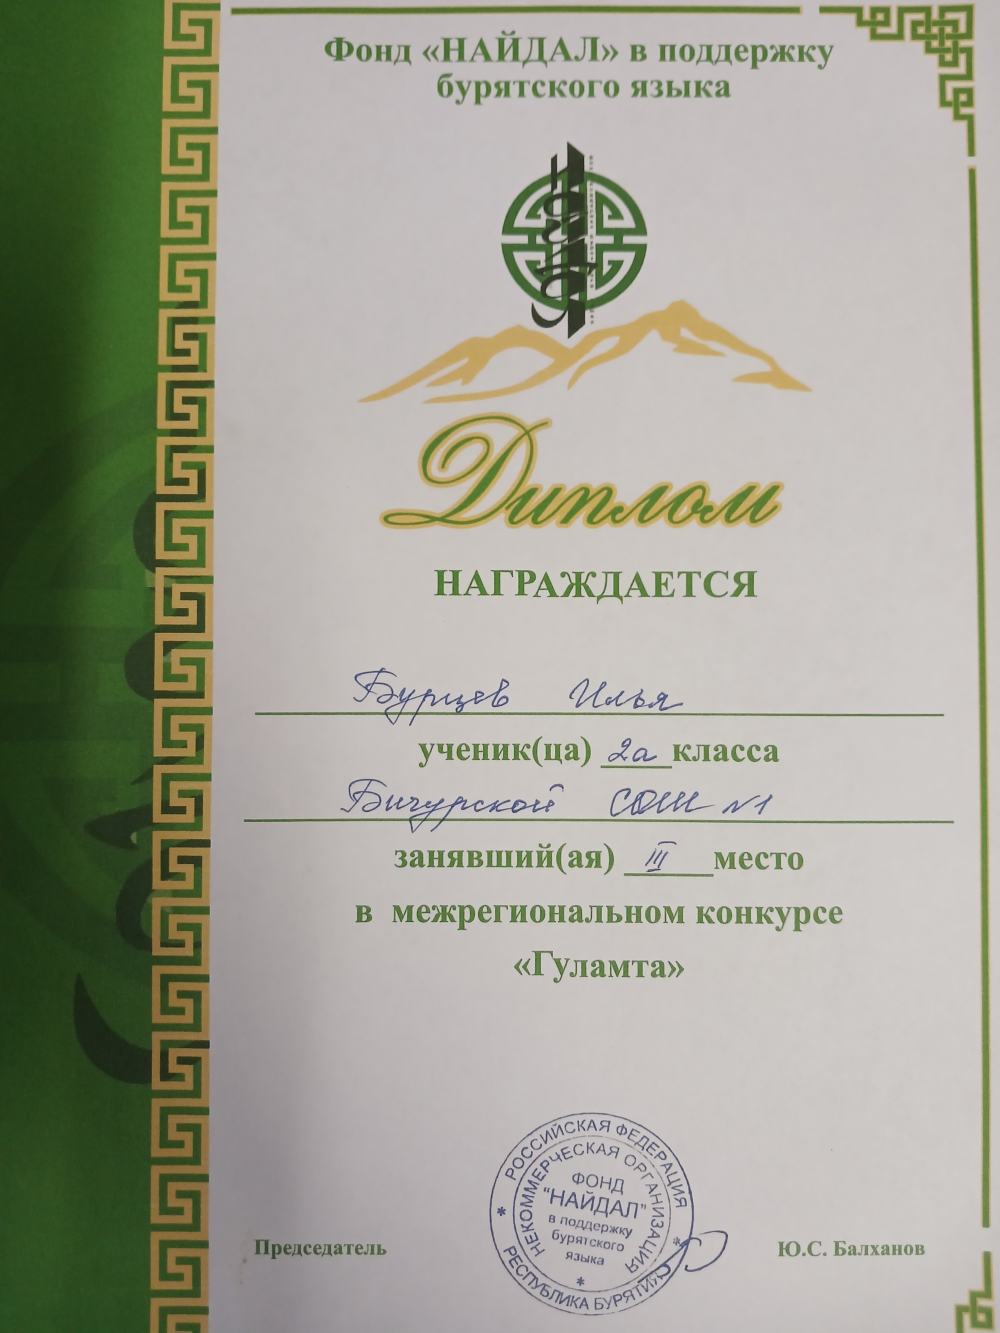 Фонд «НАЙДАЛ» в поддержку
бурятского языка
найдал
Диплом
НАГРАЖДАЕТСЯ
Бурцев Илья
ученик(ца) 2а класса
Бичурской СОШ №1
занявший(ая) III место
в межрегиональном конкурсе
«Гуламта»
РОССИЙСКАЯ ФЕДЕРАЦИЯ
РЕСПУБЛИКА БУРЯТИЯ
НЕКОММЕРЧЕСКАЯ ОРГАНИЗАЦИЯ
ФОНД
"НАЙДАЛ"
в поддержку
бурятского
языка
Председатель
Ю.С. Балханов